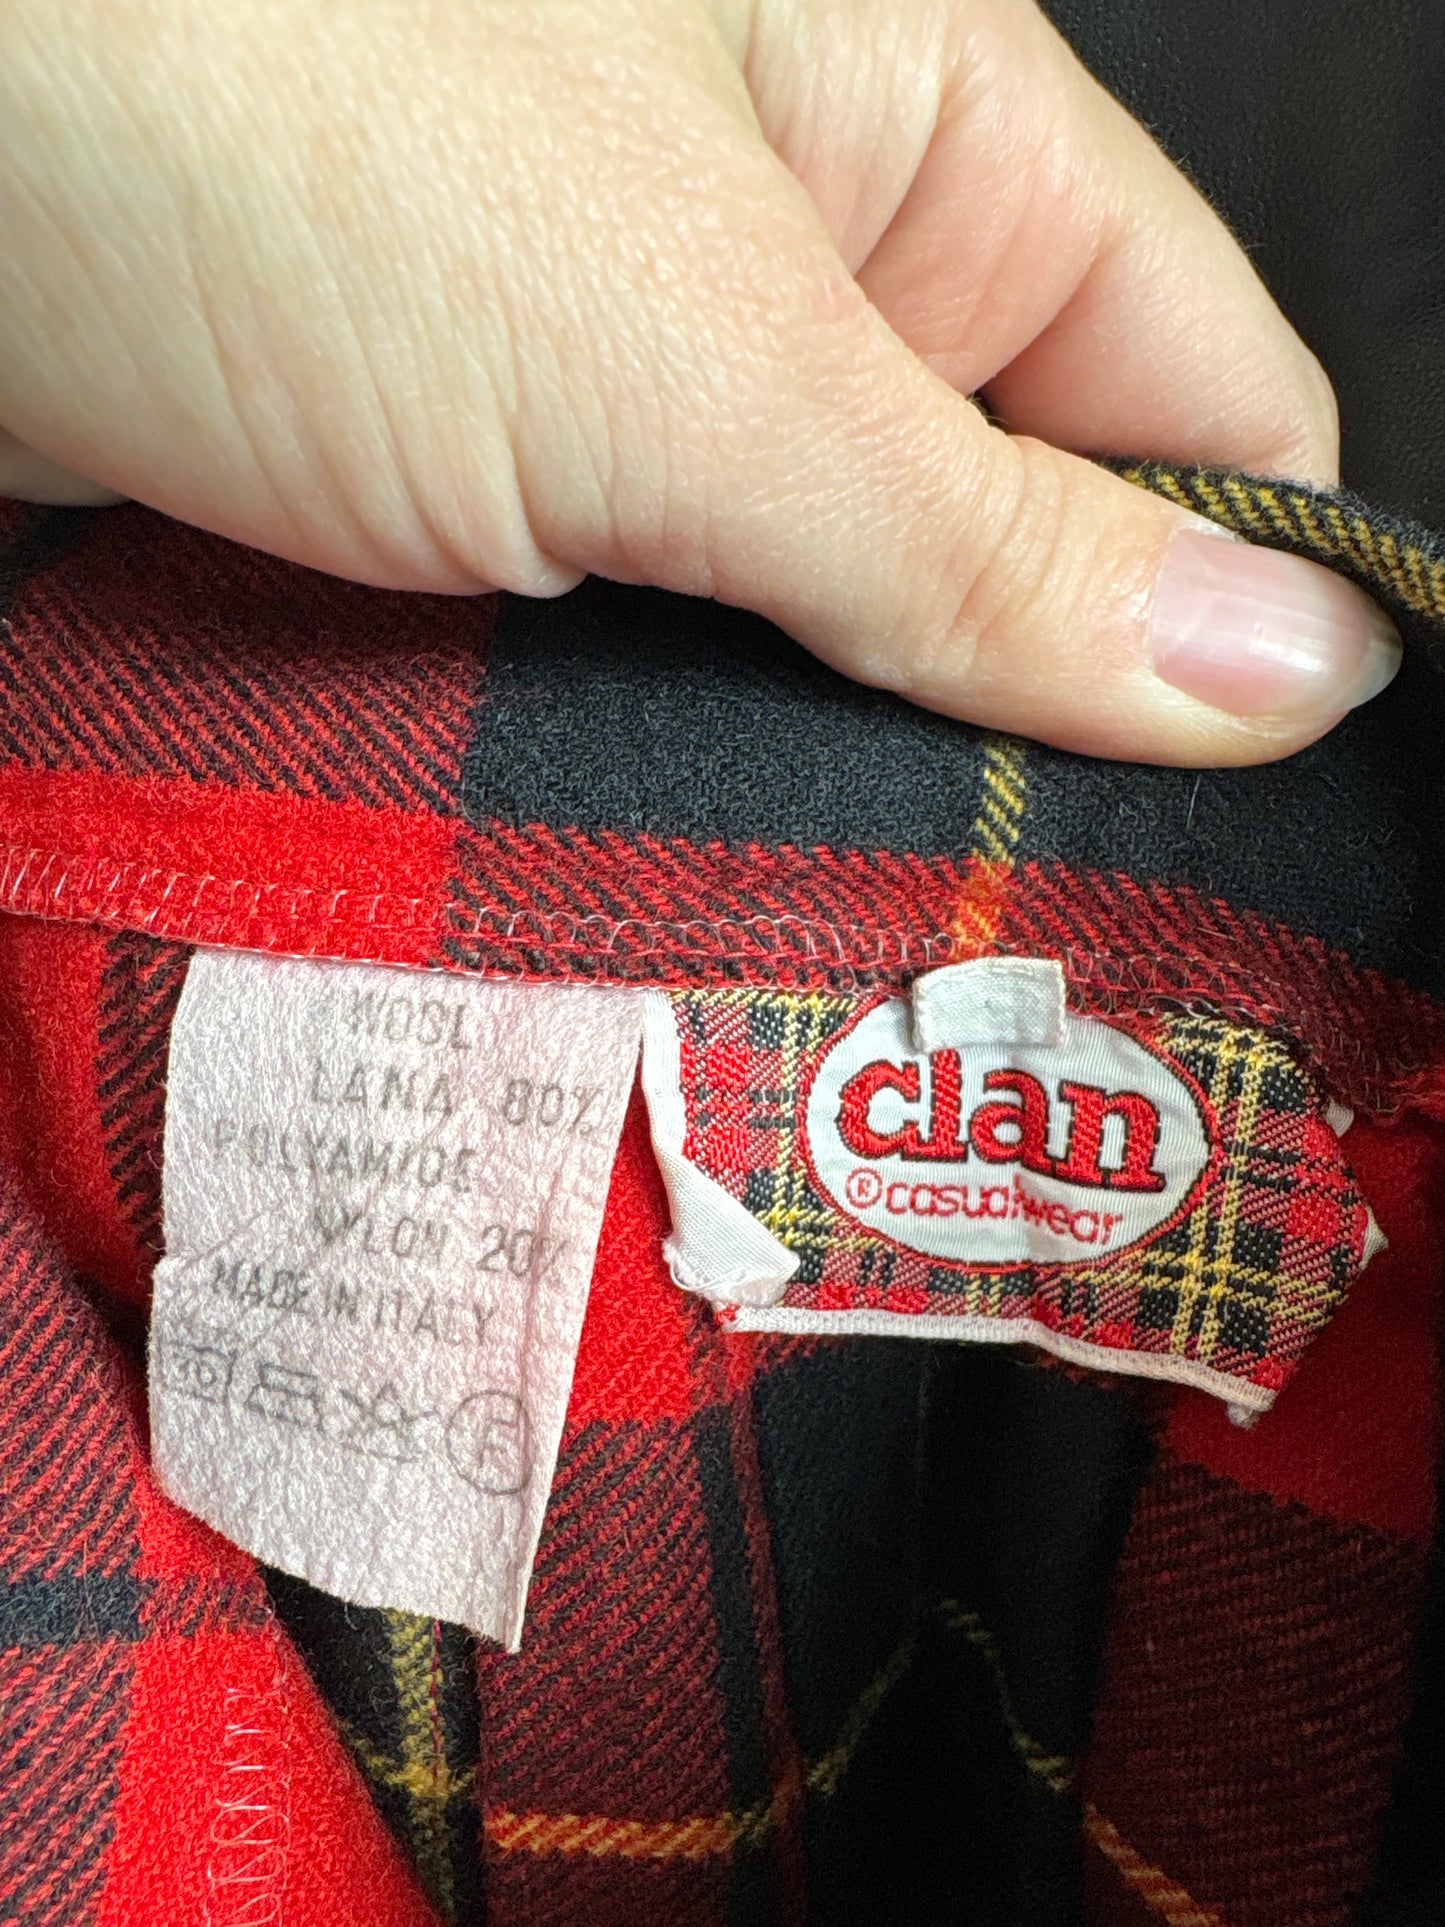 WOOL
LANA 80%
POLYAMIDE
NYLON 20%
MADE IN ITALY
clan
® casualwear